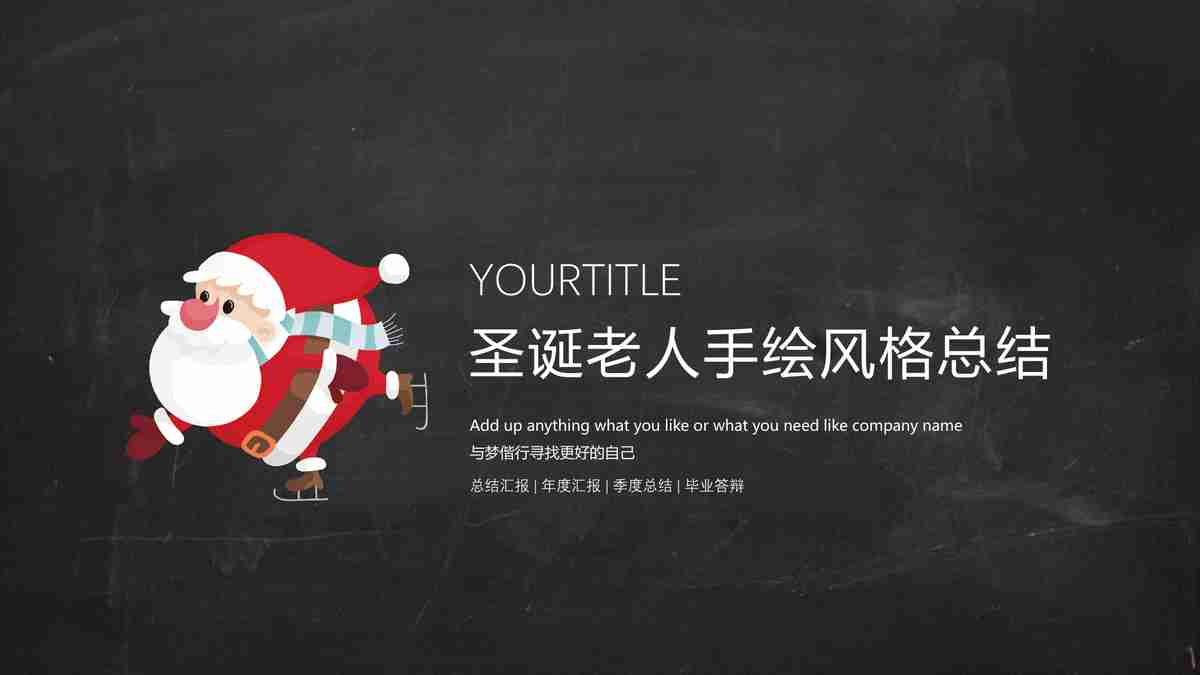 YOURTITLE
圣诞老人手绘风格总结
Add up anything what you like or what you need like company name
与梦偕行寻找更好的自己
总结汇报 | 年度汇报 | 季度总结 | 毕业答辩